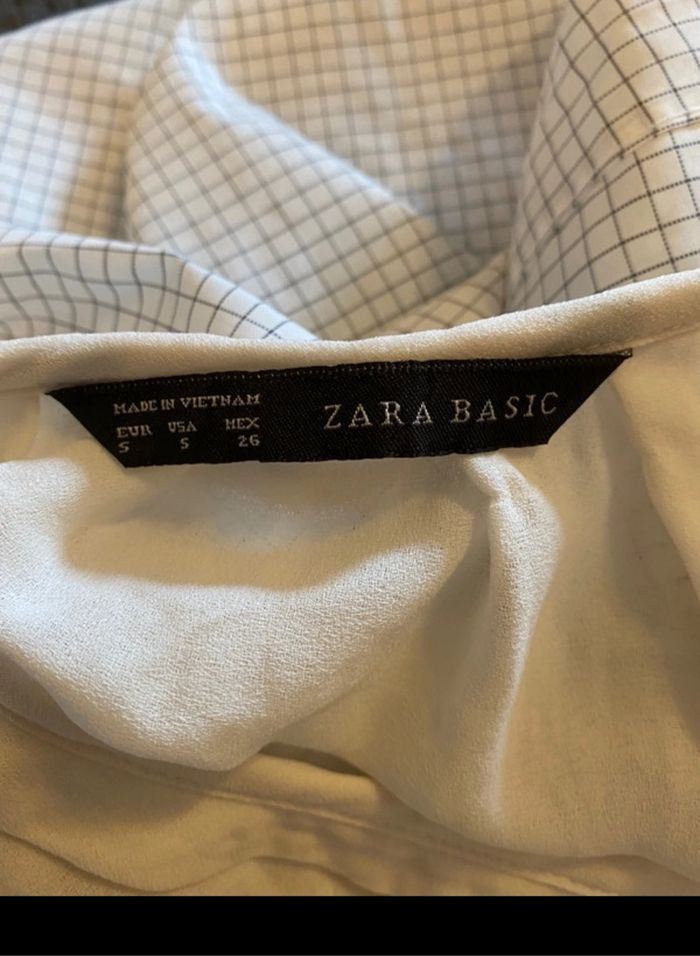 MADE IN VIETNAM
EUR USA MEX
S S 26
ZARA BASIC